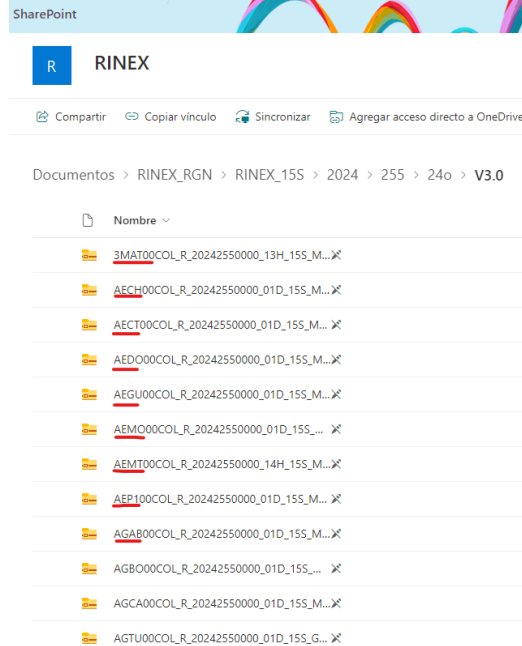 SharePoint
R RINEX
Compartir Copiar vínculo Sincronizar Agregar acceso directo a OneDrive
Documentos > RINEX_RGN > RINEX_15S > 2024 > 255 > 24o > V3.0
Nombre
3MAT00COL_R_20242550000_13H_15S_M...
AECH00COL_R_20242550000_01D_15S_M...
AECT00COL_R_20242550000_01D_15S_M...
AEDO00COL_R_20242550000_01D_15S_M...
AEGU00COL_R_20242550000_01D_15S_M...
AEMO00COL_R_20242550000_01D_15S_...
AEMT00COL_R_20242550000_14H_15S_M...
AEP100COL_R_20242550000_01D_15S_M...
AGAB00COL_R_20242550000_01D_15S_M...
AGBO00COL_R_20242550000_01D_15S_...
AGCA00COL_R_20242550000_01D_15S_M...
AGTU00COL_R_20242550000_01D_15S_G...